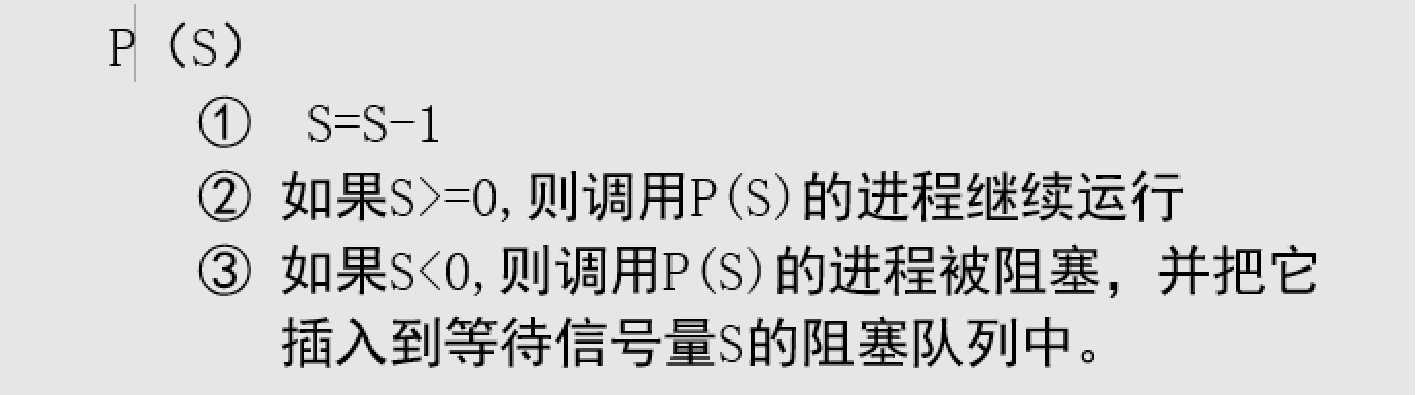 P（S）
① S=S-1
② 如果S>=0,则调用P(S)的进程继续运行
③ 如果S<0,则调用P(S)的进程被阻塞，并把它
插入到等待信号量S的阻塞队列中。